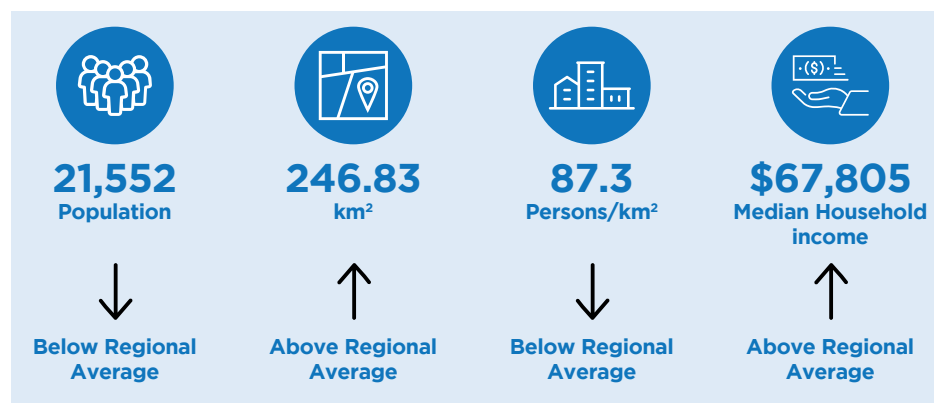 ($)
21,552
Population
Below Regional
Average
246.83
km²
Above Regional
Average
87.3
Persons/km²
Below Regional
Average
$67,805
Median Household
income
Above Regional
Average